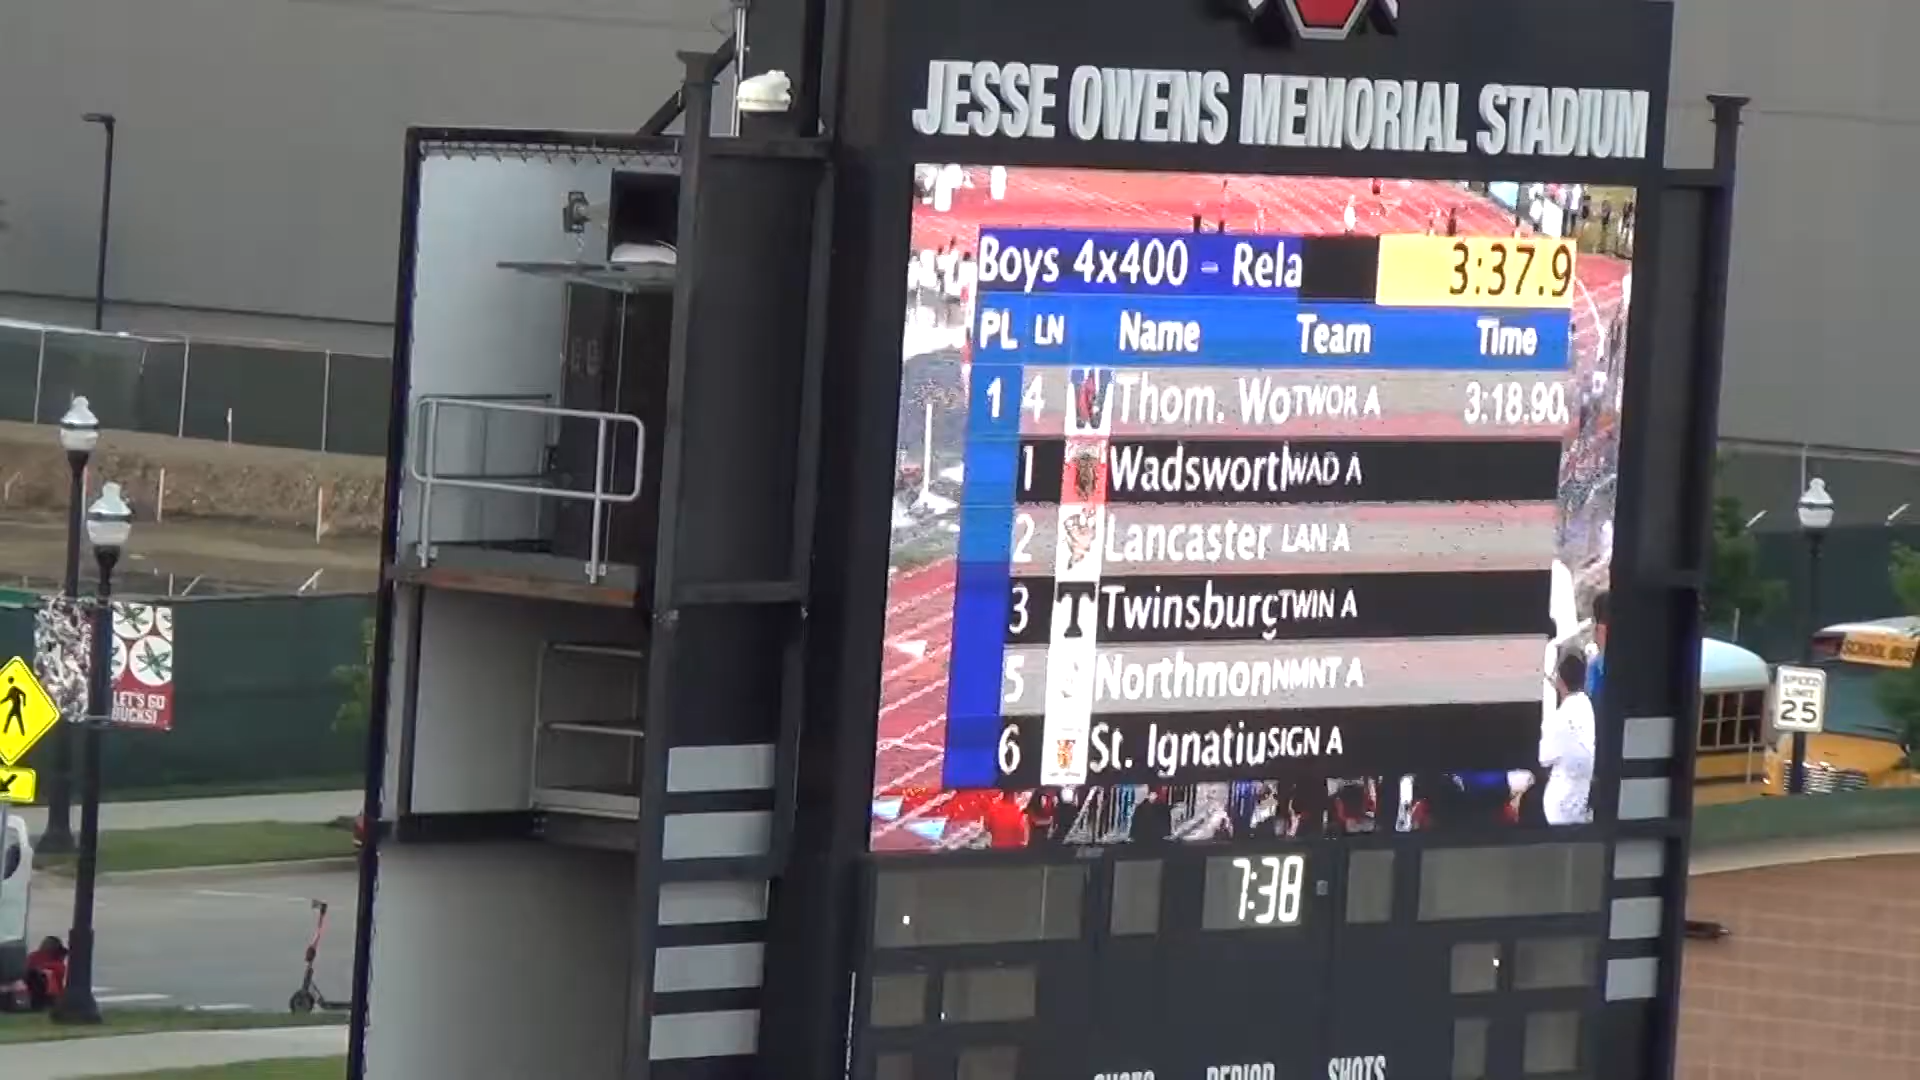 JESSE OWENS MEMORIAL STADIUM
Boys 4x400 - Rela 3:37.9
PL LN Name Team Time
1 4 Thom. Wo TWOR A 3:18.90
1 Wadswort WAD A
2 Lancaster LAN A
3 Twinsburg TWIN A
5 Northmon NMNT A
6 St. Ignatiu SIGN A
7:38
PERIOD SHOTS
LET'S GO
BUCKS!
SCHOOL BUS
SPEED
LIMIT
25